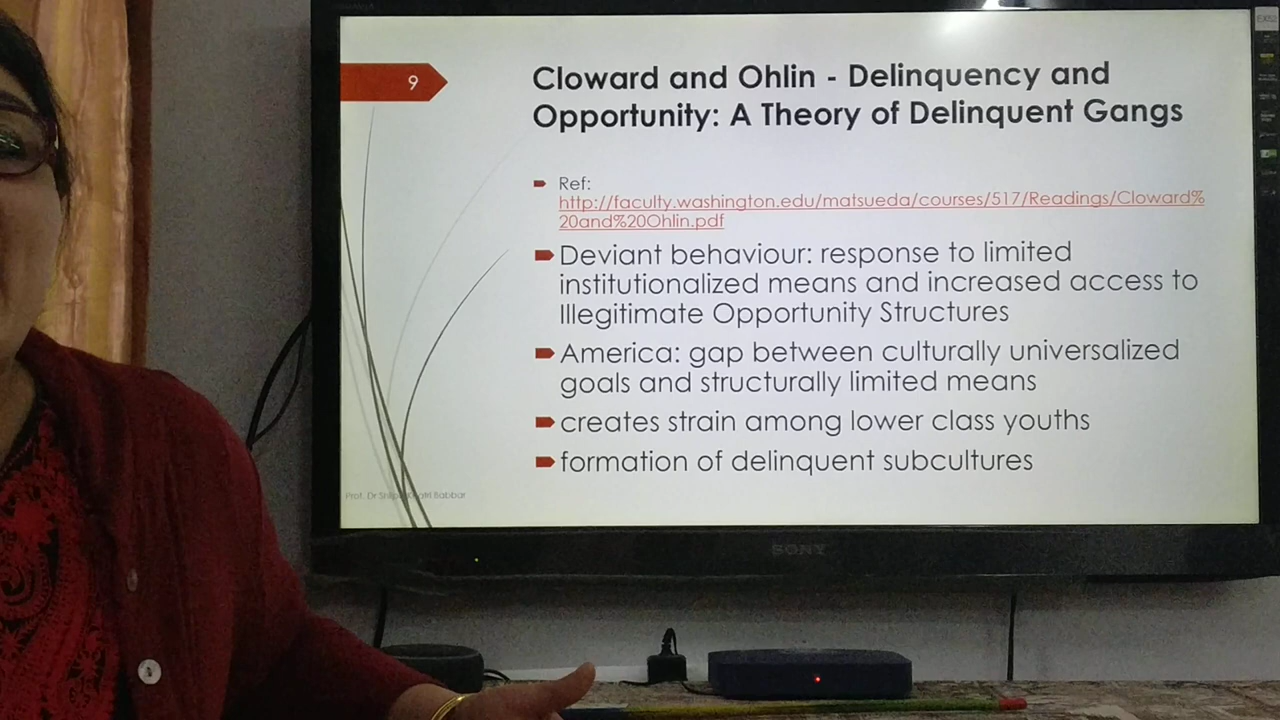 9
Cloward and Ohlin - Delinquency and
Opportunity: A Theory of Delinquent Gangs
Ref:
http://faculty.washington.edu/matsueda/courses/517/Readings/Cloward%
20and%20Ohlin.pdf
Deviant behaviour: response to limited
institutionalized means and increased access to
Illegitimate Opportunity Structures
America: gap between culturally universalized
goals and structurally limited means
creates strain among lower class youths
formation of delinquent subcultures
Prof. Dr Babbar
SONY